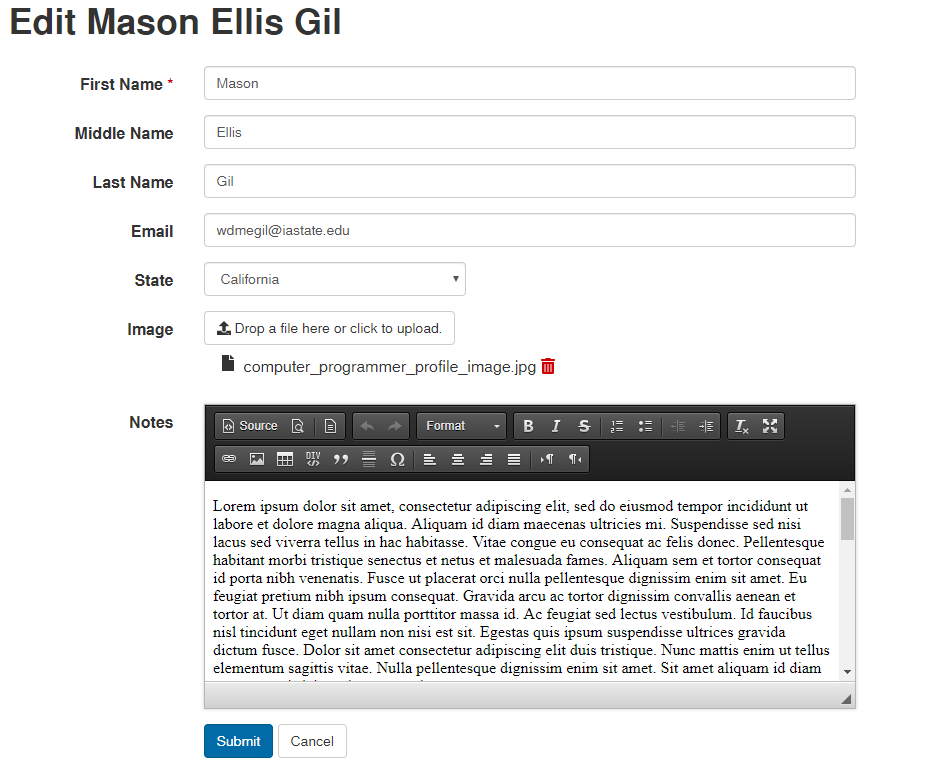 Edit Mason Ellis Gil
First Name * Mason
Middle Name Ellis
Last Name Gil
Email wdmegil@iastate.edu
State California
Image Drop a file here or click to upload.
computer_programmer_profile_image.jpg
Notes
Source Format B I S Tx
DIV Ω
Lorem ipsum dolor sit amet, consectetur adipiscing elit, sed do eiusmod tempor incididunt ut
labore et dolore magna aliqua. Aliquam id diam maecenas ultricies mi. Suspendisse sed nisi
lacus sed viverra tellus in hac habitasse. Vitae congue eu consequat ac felis donec. Pellentesque
habitant morbi tristique senectus et netus et malesuada fames. Aliquam sem et tortor consequat
id porta nibh venenatis. Fusce ut placerat orci nulla pellentesque dignissim enim sit amet. Eu
feugiat pretium nibh ipsum consequat. Gravida arcu ac tortor dignissim convallis aenean et
tortor at. Ut diam quam nulla porttitor massa id. Ac feugiat sed lectus vestibulum. Id faucibus
nisl tincidunt eget nullam non nisi est sit. Egestas quis ipsum suspendisse ultrices gravida
dictum fusce. Dolor sit amet consectetur adipiscing elit duis tristique. Nunc mattis enim ut tellus
elementum sagittis vitae. Nulla pellentesque dignissim enim sit amet. Sit amet aliquam id diam
Submit Cancel